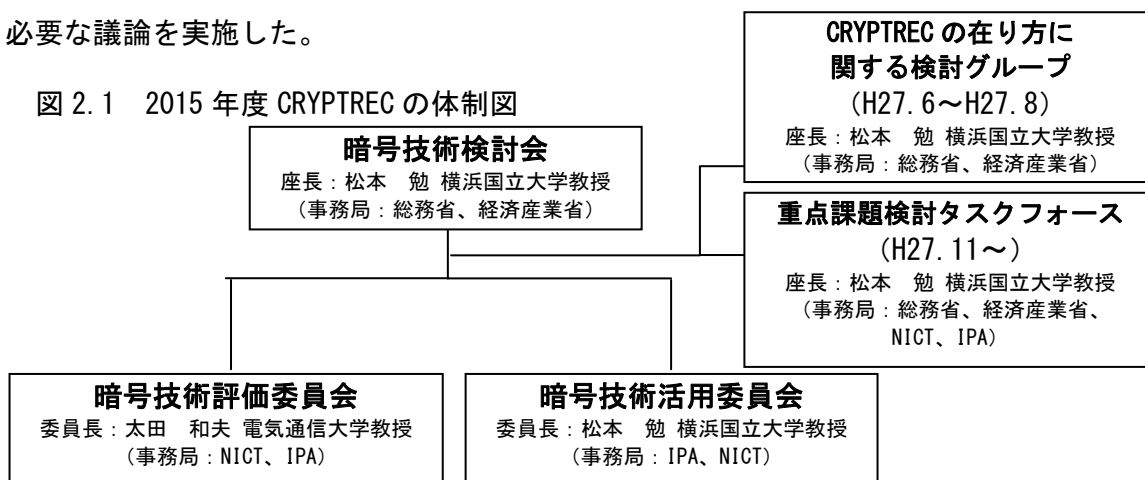 必要な議論を実施した。
図 2.1 2015 年度 CRYPTREC の体制図
暗号技術検討会
座長：松本 勉 横浜国立大学教授
（事務局：総務省、経済産業省）
CRYPTREC の在り方に
関する検討グループ
（H27.6～H27.8）
座長：松本 勉 横浜国立大学教授
（事務局：総務省、経済産業省）
重点課題検討タスクフォース
（H27.11～）
座長：松本 勉 横浜国立大学教授
（事務局：総務省、経済産業省、
NICT、IPA）
暗号技術評価委員会
委員長：太田 和夫 電気通信大学教授
（事務局：NICT、IPA）
暗号技術活用委員会
委員長：松本 勉 横浜国立大学教授
（事務局：IPA、NICT）